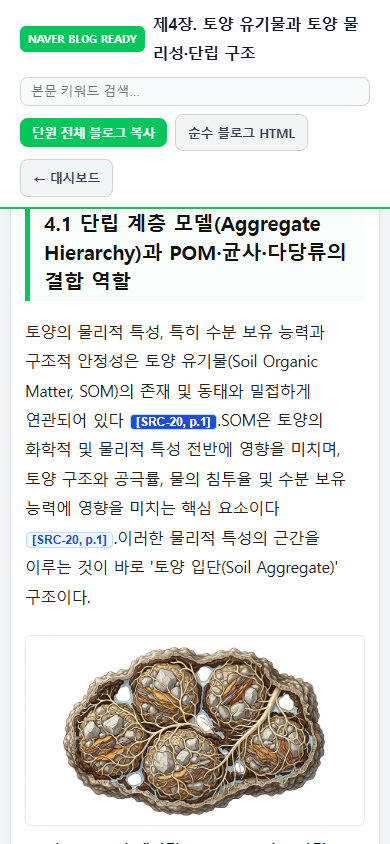 NAVER BLOG READY
제4장. 토양 유기물과 토양 물
리성·단립 구조
본문 키워드 검색...
단원 전체 블로그 복사
순수 블로그 HTML
← 대시보드
4.1 단립 계층 모델(Aggregate
Hierarchy)과 POM·균사·다당류의
결합 역할
토양의 물리적 특성, 특히 수분 보유 능력과
구조적 안정성은 토양 유기물(Soil Organic
Matter, SOM)의 존재 및 동태와 밀접하게
연관되어 있다 [SRC-20, p.1].SOM은 토양의
화학적 및 물리적 특성 전반에 영향을 미치며,
토양 구조와 공극률, 물의 침투율 및 수분 보유
능력에 영향을 미치는 핵심 요소이다
[SRC-20, p.1].이러한 물리적 특성의 근간을
이루는 것이 바로 '토양 입단(Soil Aggregate)'
구조이다.